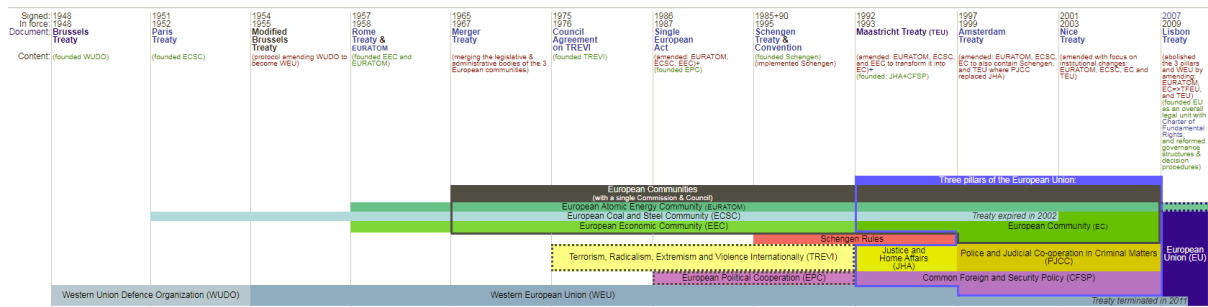 Signed: 1948 1951 1954 1957 1965 1975 1986 1985+90 1992 1997 2001 2007
In force: 1948 1952 1955 1958 1967 1976 1987 1995 1993 1999 2003 2009
Document: Brussels Treaty
Paris Treaty
Modified Brussels Treaty
Rome Treaty & EURATOM
Merger Treaty
Council Agreement on TREVI
Single European Act
Schengen Treaty & Convention
Maastricht Treaty (TEU)
Amsterdam Treaty
Nice Treaty
Lisbon Treaty
Content: (founded WUDO)
(founded ECSC)
(protocol amending WUDO to
become WEU)
(founded EEC and
EURATOM)
(merging the legislative &
administrative bodies of the 3
European communities)
(founded TREVI)
(amended: EURATOM,
ECSC, EEC)+
(founded EPC)
(founded Schengen)
(implemented Schengen)
(amended: EURATOM, ECSC,
and EEC to transform it into
EC)+
(founded: JHA+CFSP)
(amended: EURATOM, ECSC,
EC to also contain Schengen,
and TEU where PJCC
replaced JHA)
(amended with focus on
institutional changes:
EURATOM, ECSC, EC and
TEU)
(abolished
the 3 pillars
and WEU by
amending:
EURATOM,
EC=>TFEU,
and TEU)
(founded EU
as an overall
legal unit with
Charter of
Fundamental
Rights,
and reformed
governance
structures &
decision
procedures)
Three pillars of the European Union:
European Communities
(with a single Commission & Council)
European Atomic Energy Community (EURATOM)
European Coal and Steel Community (ECSC)
Treaty expired in 2002
European Economic Community (EEC)
European Community (EC)
Schengen Rules
Terrorism, Radicalism, Extremism and Violence Internationally (TREVI)
Justice and
Home Affairs
(JHA)
Police and Judicial Co-operation in Criminal Matters
(PJCC)
European
Union (EU)
European Political Cooperation (EPC)
Common Foreign and Security Policy (CFSP)
Western Union Defence Organization (WUDO)
Western European Union (WEU)
Treaty terminated in 2011